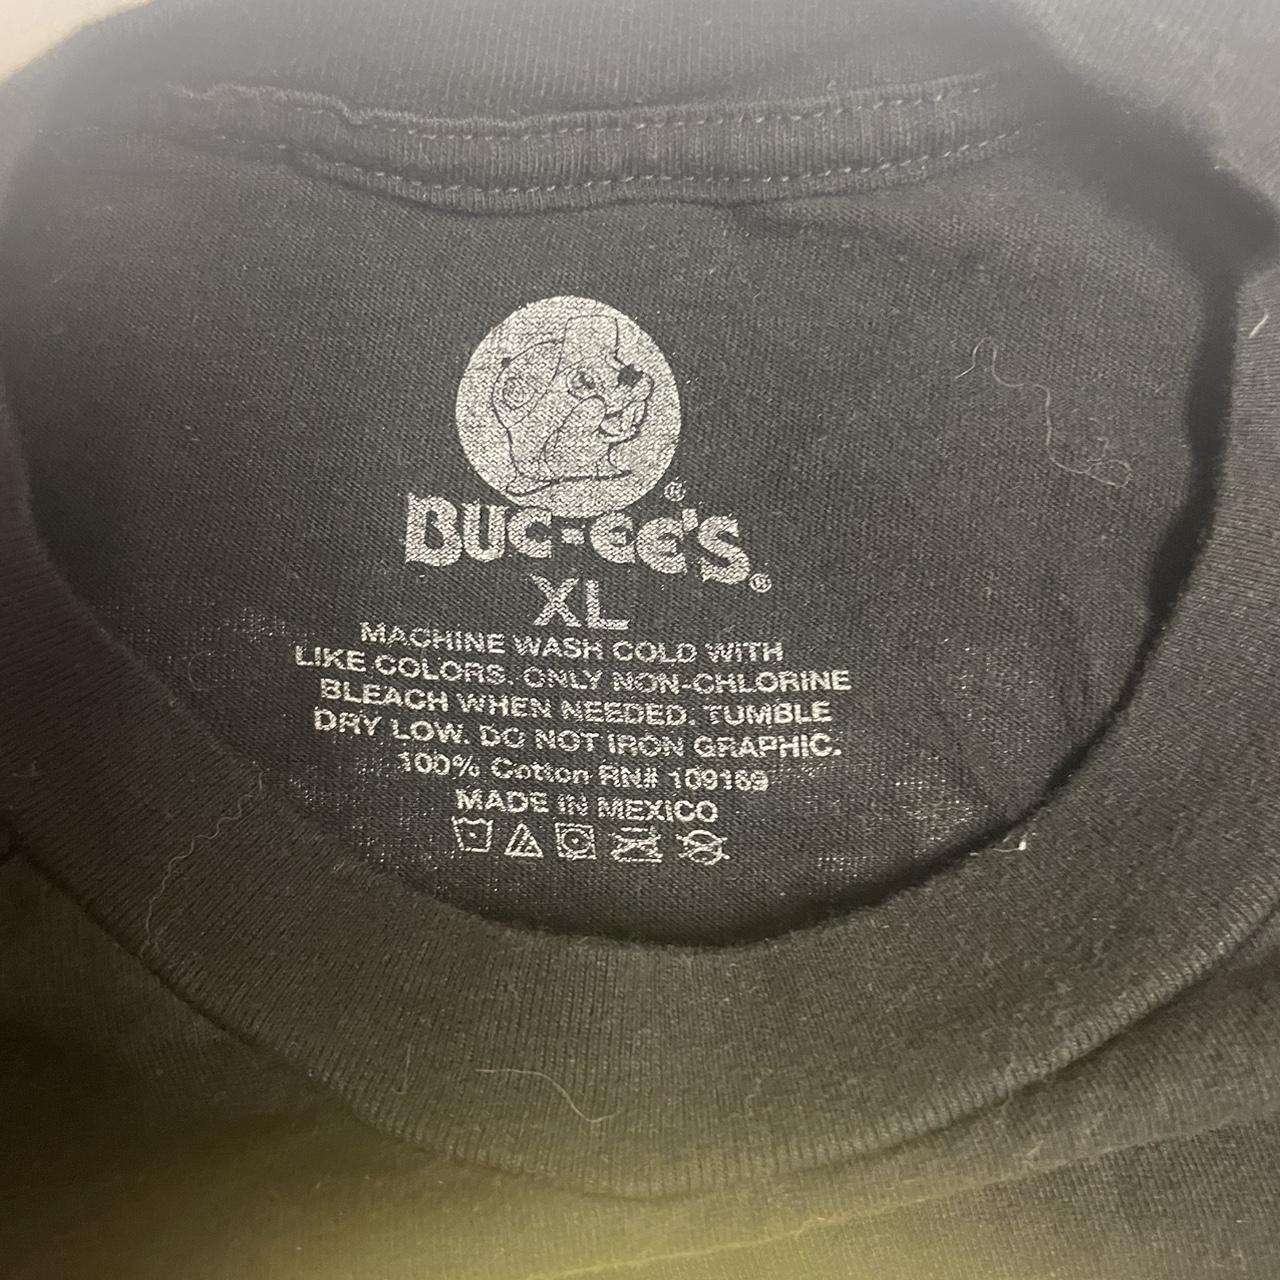 BUC-EE'S®
XL
MACHINE WASH COLD WITH
LIKE COLORS. ONLY NON-CHLORINE
BLEACH WHEN NEEDED. TUMBLE
DRY LOW. DO NOT IRON GRAPHIC.
100% Cotton RN# 109169
MADE IN MEXICO